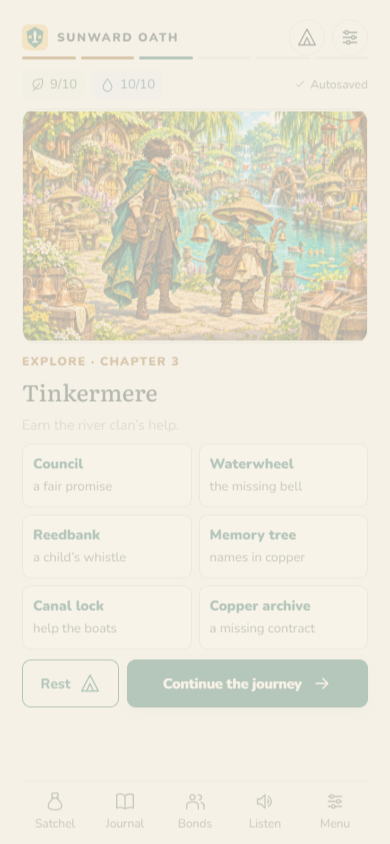 SUNWARD OATH
9/10 10/10 Autosaved
EXPLORE · CHAPTER 3
Tinkermere
Earn the river clan's help.
Council
a fair promise
Waterwheel
the missing bell
Reedbank
a child's whistle
Memory tree
names in copper
Canal lock
help the boats
Copper archive
a missing contract
Rest
Continue the journey
Satchel Journal Bonds Listen Menu